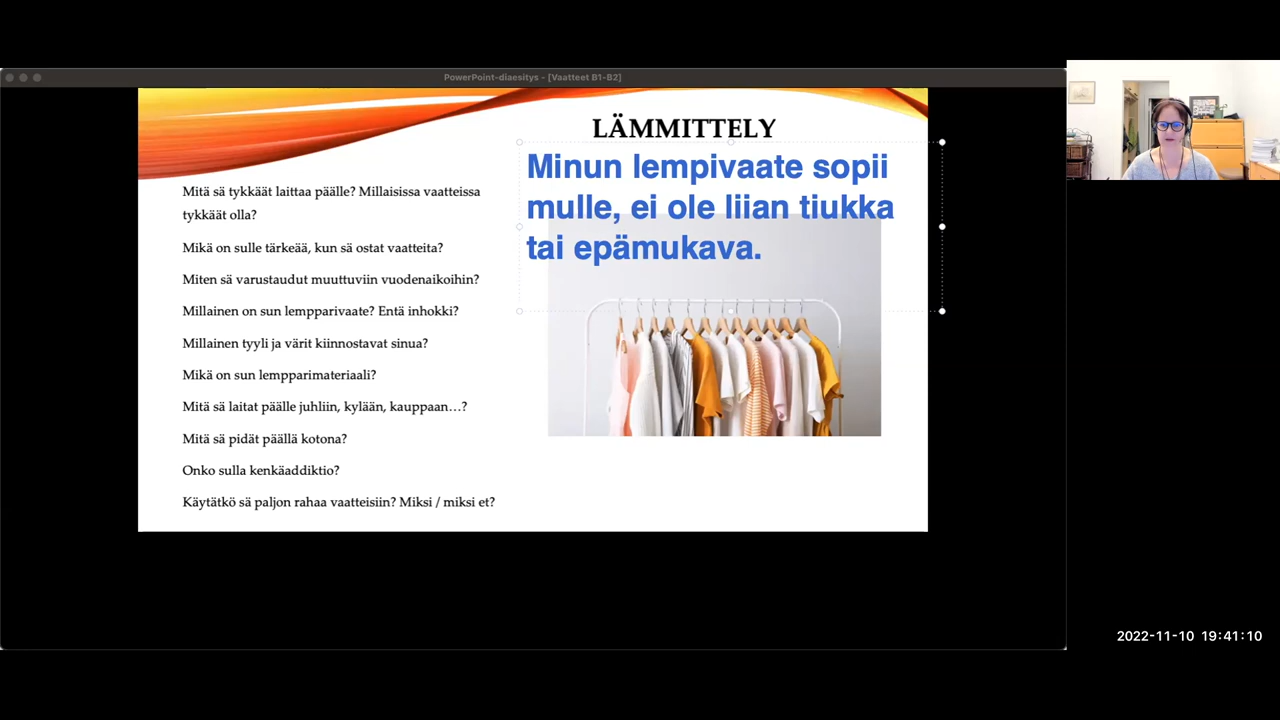 PowerPoint-diaesitys - [Vaatteet B1-B2]
LÄMMITTELY
Minun lempivaate sopii
mulle, ei ole liian tiukka
tai epämukava.
Mitä sä tykkäät laittaa päälle? Millaisissa vaatteissa
tykkäät olla?
Mikä on sulle tärkeää, kun sä ostat vaatteita?
Miten sä varustaudut muuttuviin vuodenaikoihin?
Millainen on sun lempparivaate? Entä inhokki?
Millainen tyyli ja värit kiinnostavat sinua?
Mikä on sun lempparimateriaali?
Mitä sä laitat päälle juhliin, kylään, kauppaan…?
Mitä sä pidät päällä kotona?
Onko sulla kenkäaddiktio?
Käytätkö sä paljon rahaa vaatteisiin? Miksi / miksi et?
2022-11-10 19:41:10